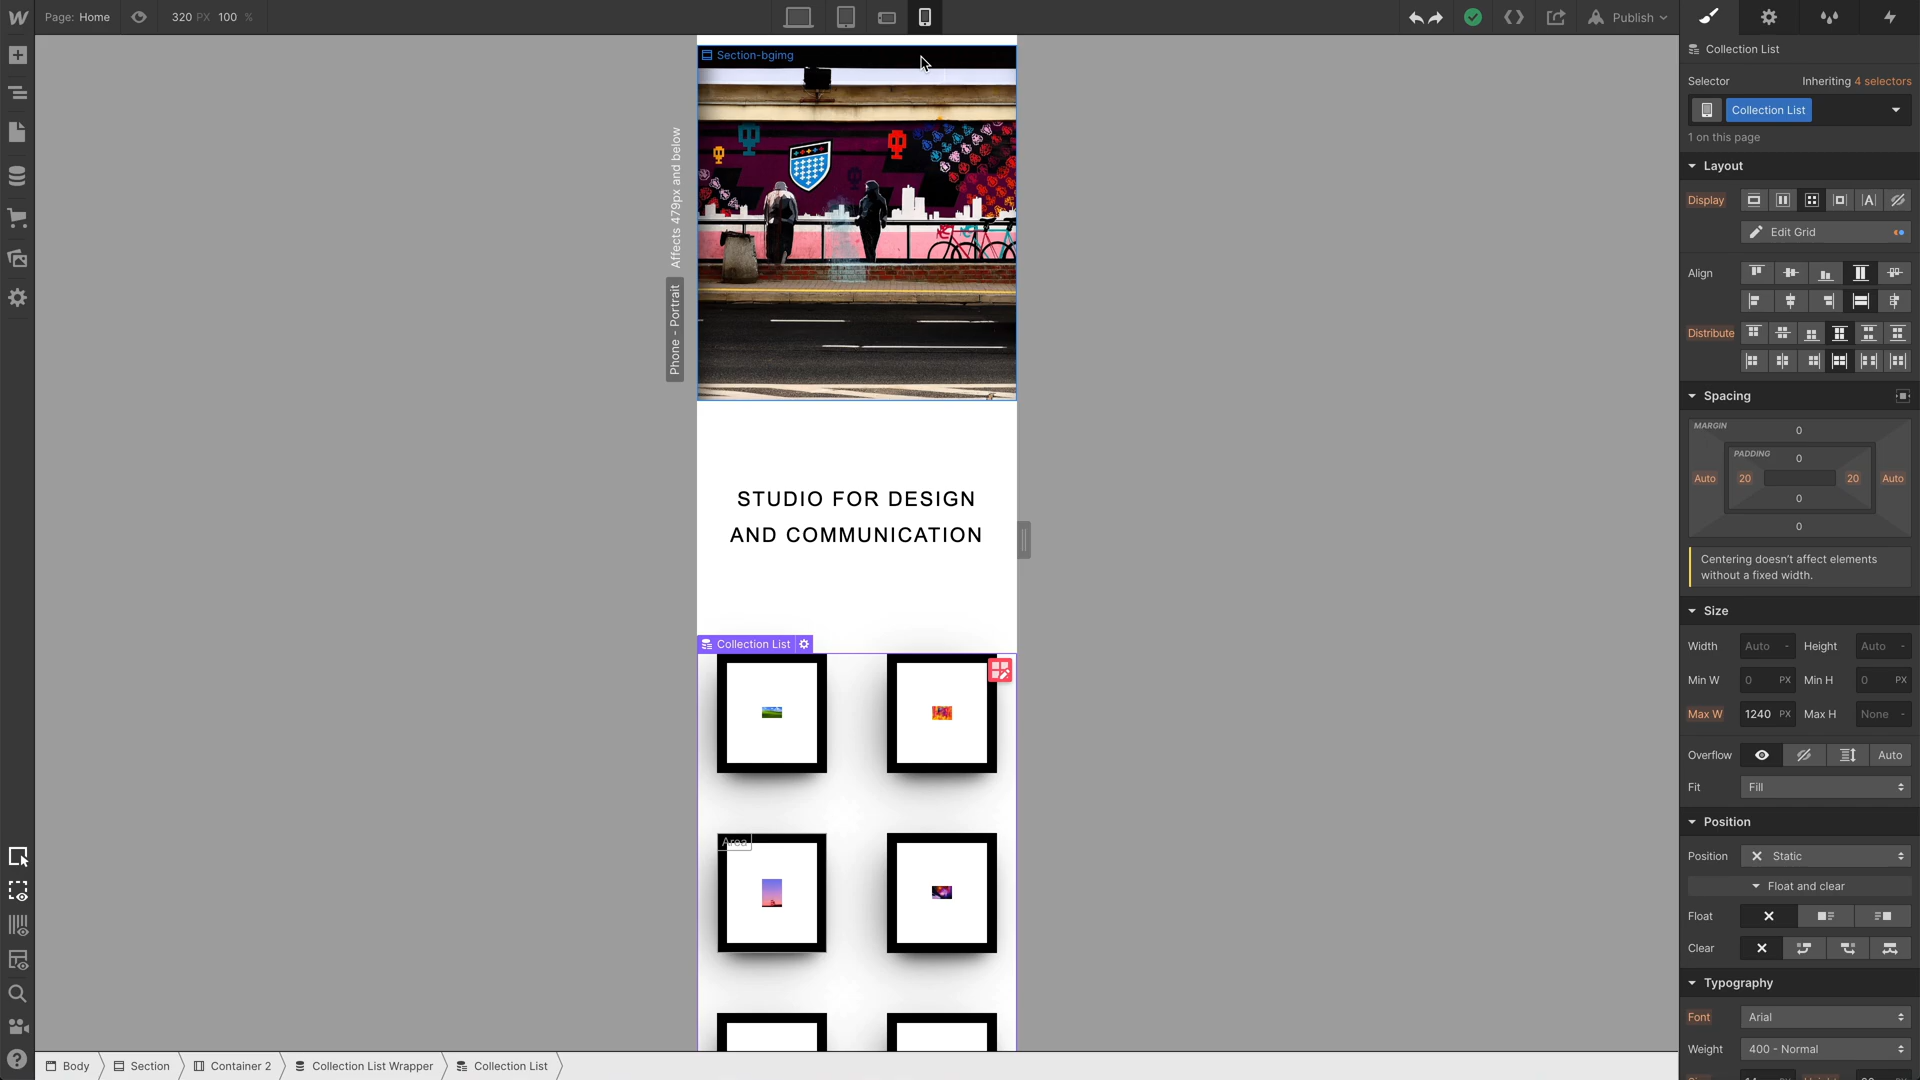 Page: Home
320 PX 100 %
Publish
Section-bgimg
Affects 479px and below
Phone - Portrait
STUDIO FOR DESIGN
AND COMMUNICATION
Collection List
Area
Body
Section
Container 2
Collection List Wrapper
Collection List
Collection List
Selector
Inheriting 4 selectors
Collection List
1 on this page
Layout
Display
Edit Grid
Align
Distribute
Spacing
MARGIN
0
PADDING
0
Auto 20 20 Auto
0
0
Centering doesn't affect elements
without a fixed width.
Size
Width Auto - Height Auto -
Min W 0 PX Min H 0 PX
Max W 1240 PX Max H None -
Overflow Auto
Fit Fill
Position
Position Static
Float and clear
Float
Clear
Typography
Font Arial
Weight 400 - Normal